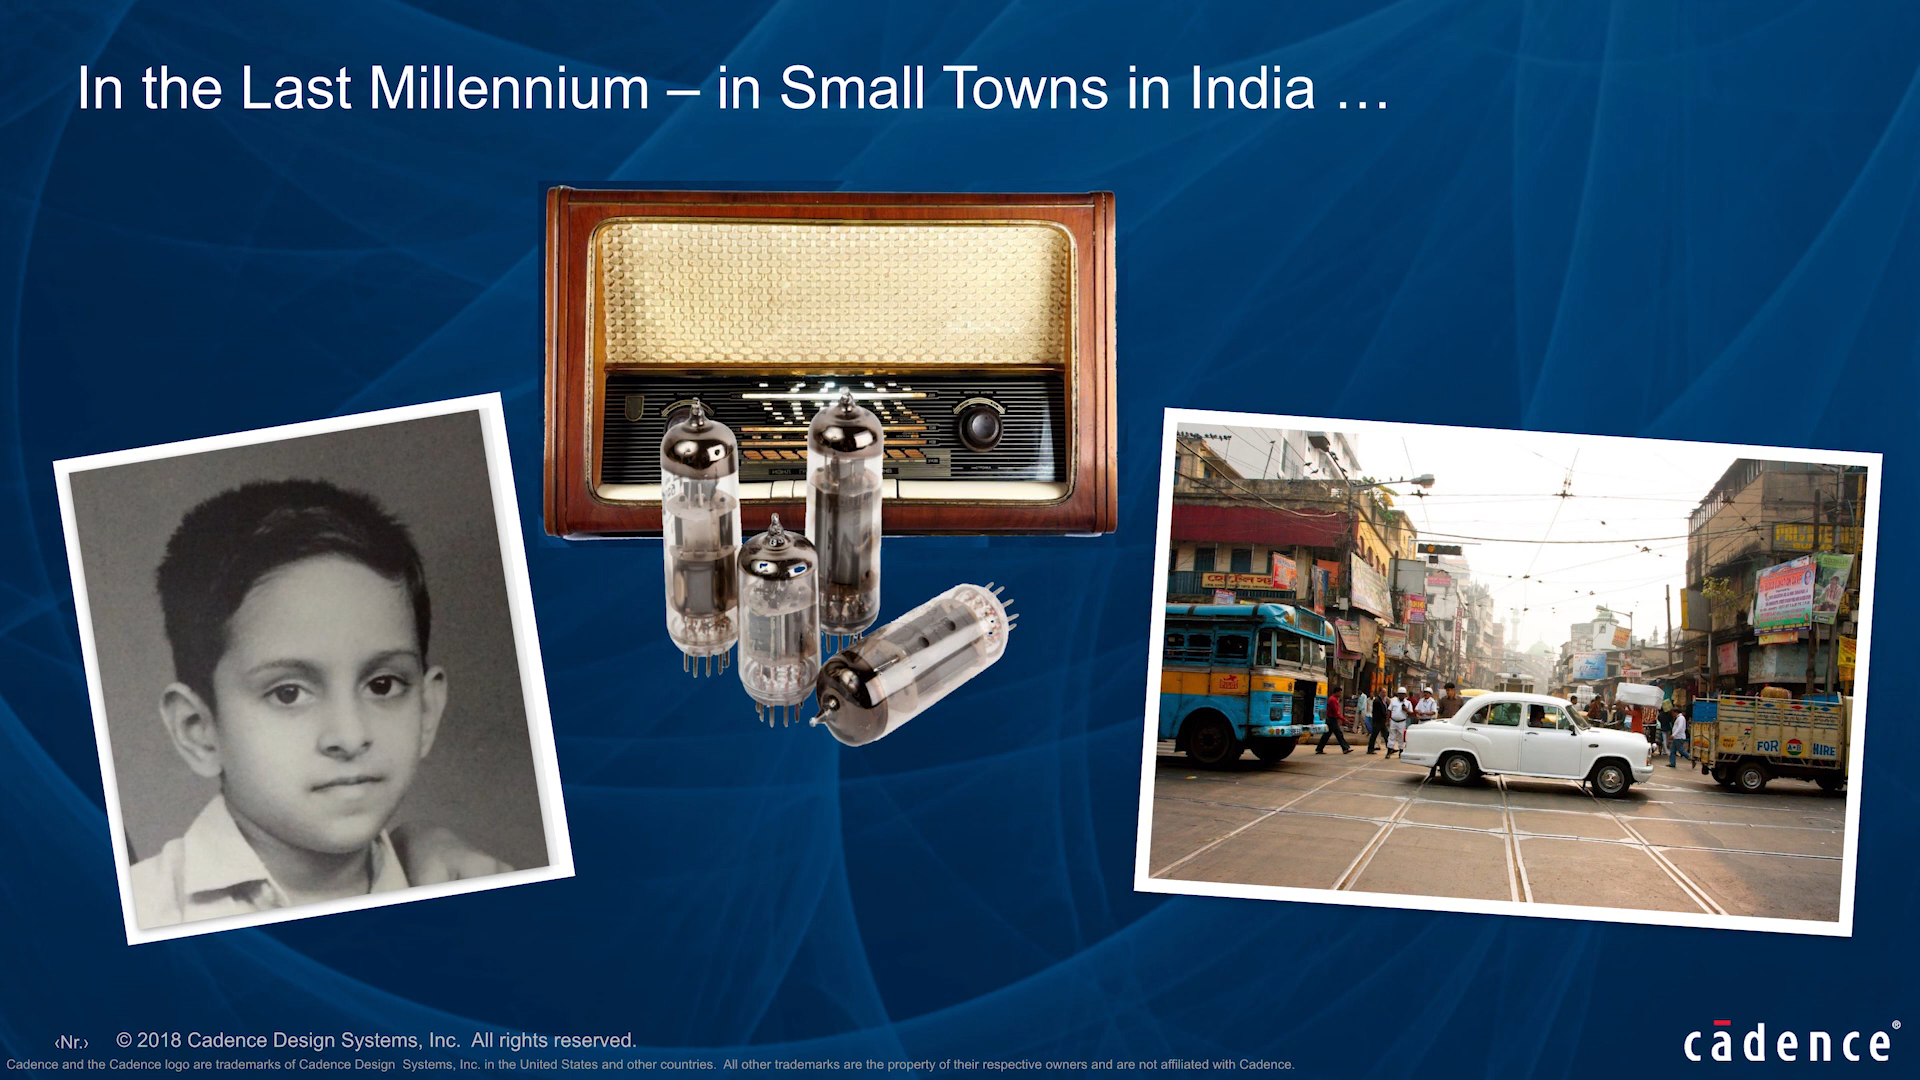 In the Last Millennium – in Small Towns in India …
FOR
HIRE
‹Nr.›
© 2018 Cadence Design Systems, Inc. All rights reserved.
Cadence and the Cadence logo are trademarks of Cadence Design Systems, Inc. in the United States and other countries. All other trademarks are the property of their respective owners and are not affiliated with Cadence.
cādence®